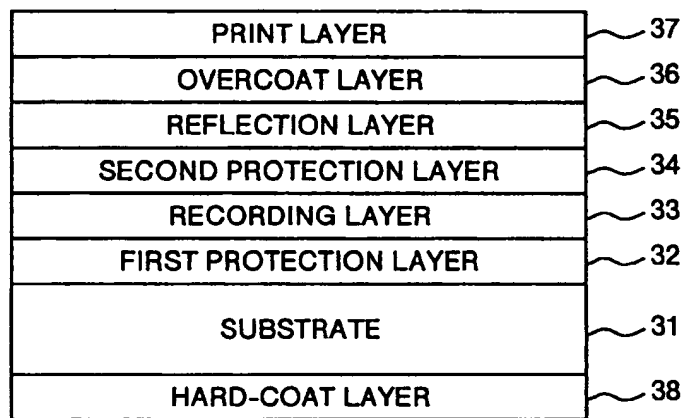 PRINT LAYER 37
OVERCOAT LAYER 36
REFLECTION LAYER 35
SECOND PROTECTION LAYER 34
RECORDING LAYER 33
FIRST PROTECTION LAYER 32
SUBSTRATE 31
HARD-COAT LAYER 38